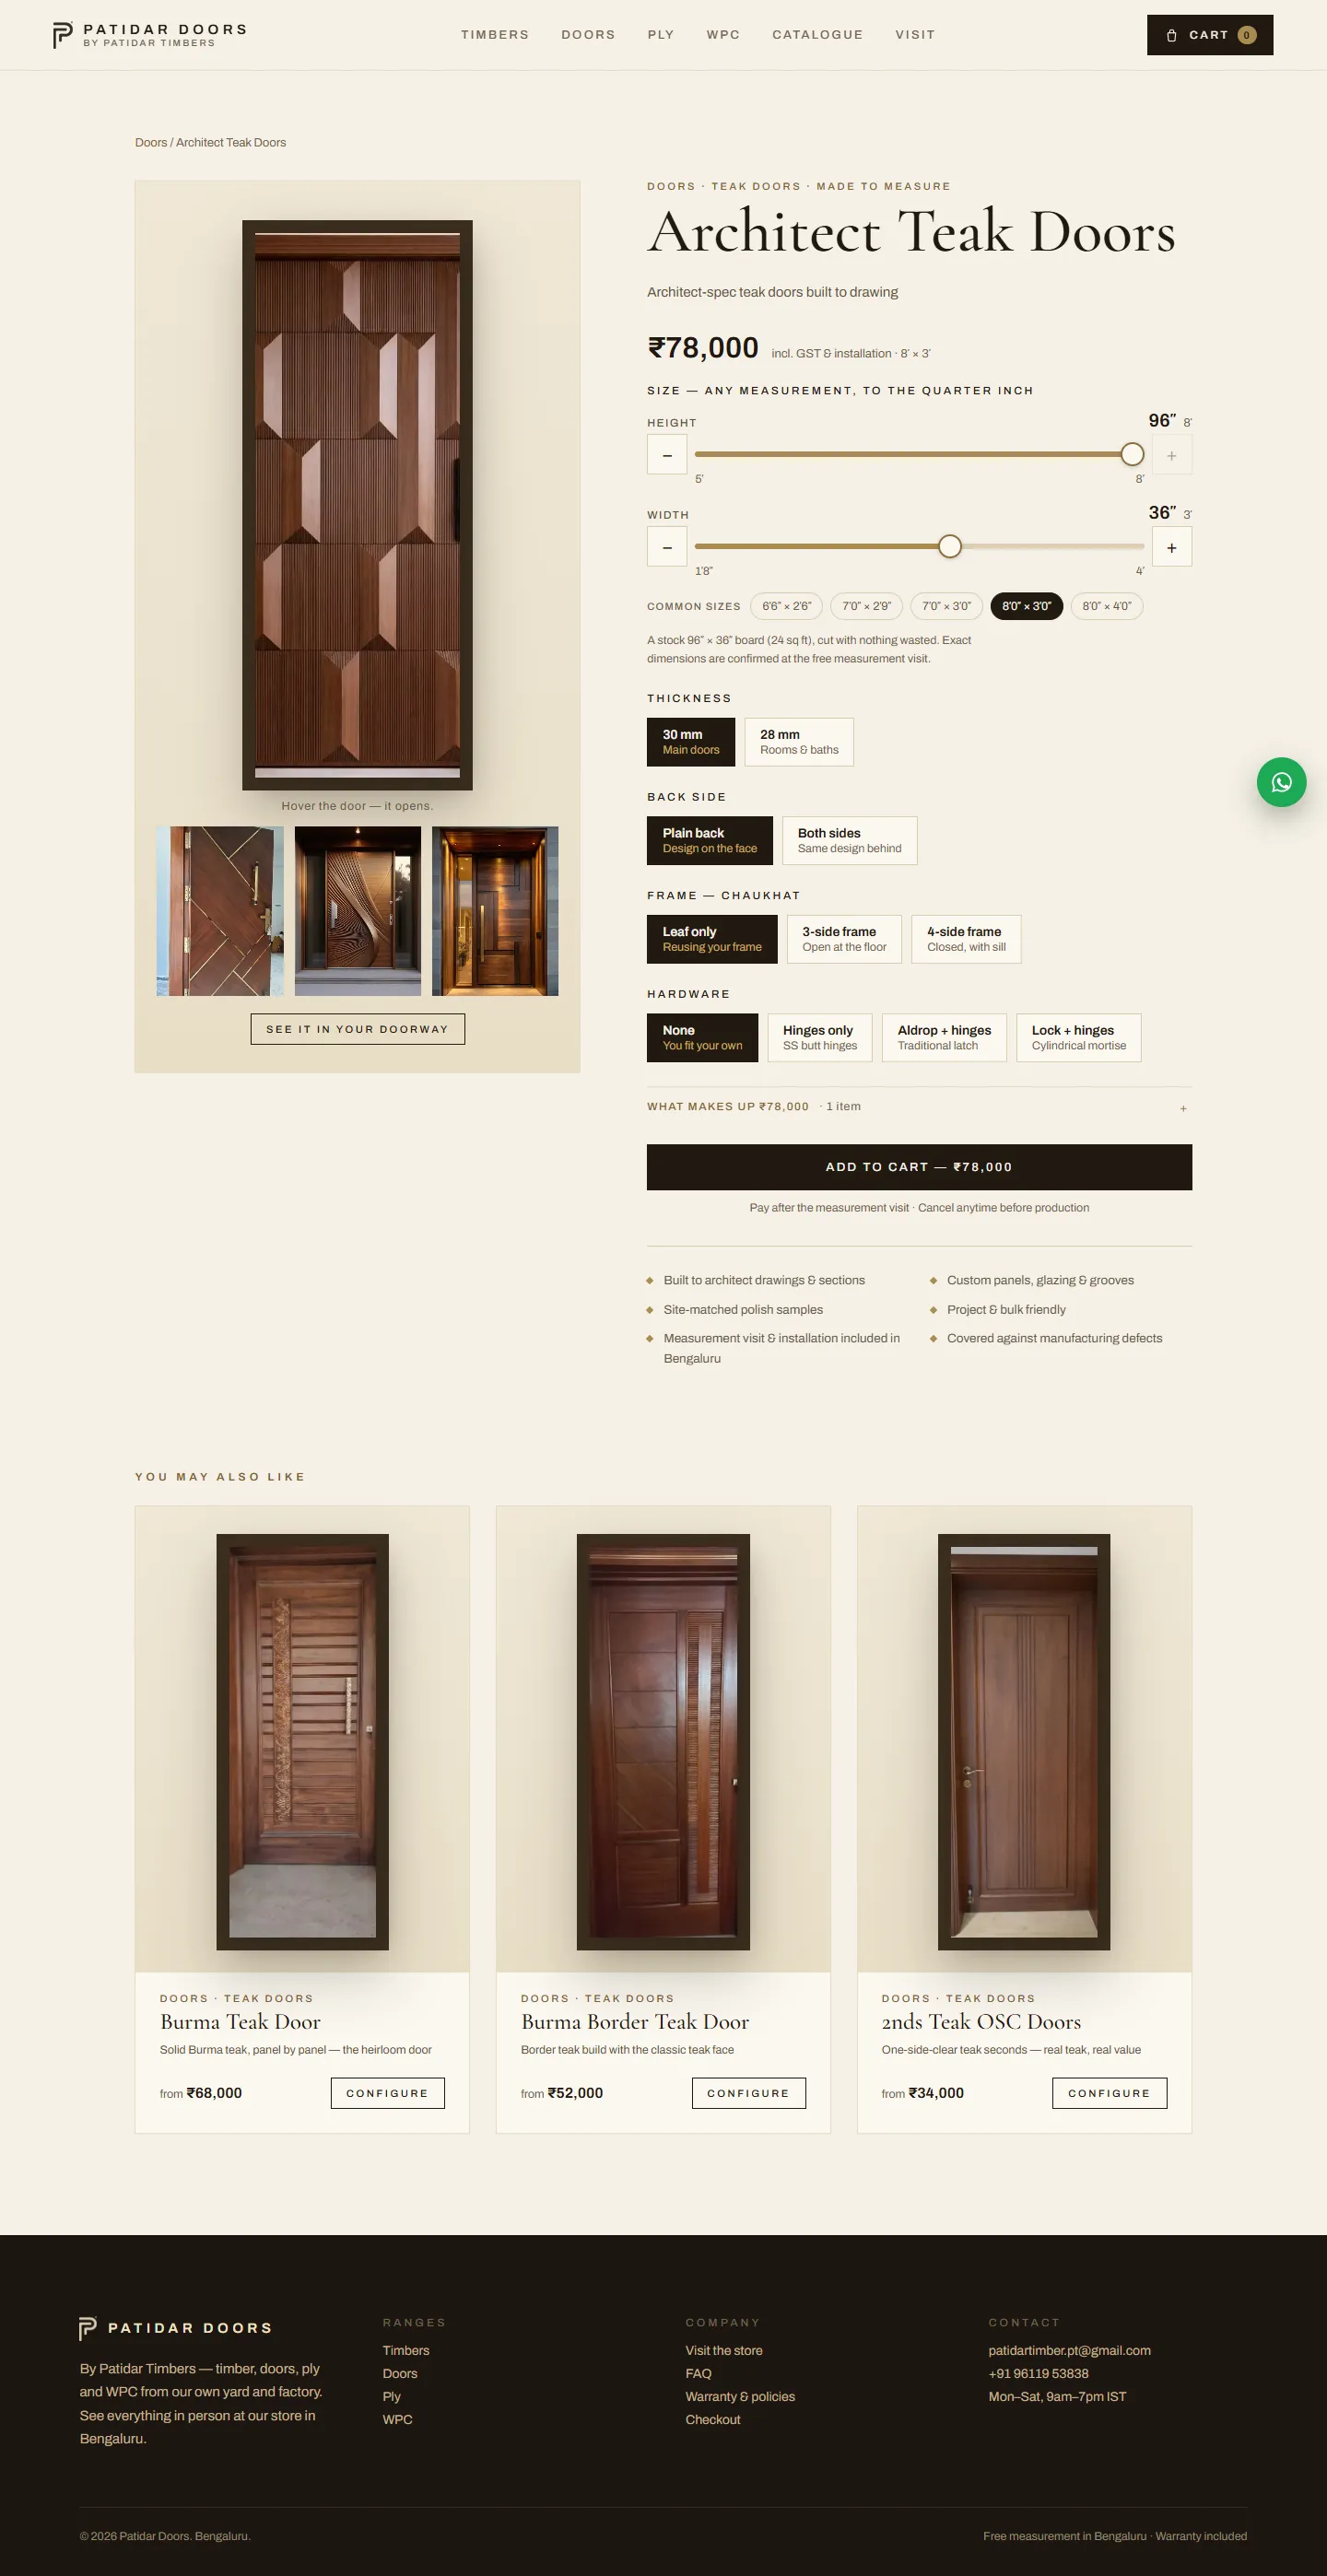 PATIDAR DOORS
BY PATIDAR TIMBERS
TIMBERS
DOORS
PLY
WPC
CATALOGUE
VISIT
CART
0
Doors / Architect Teak Doors
Hover the door — it opens.
SEE IT IN YOUR DOORWAY
DOORS · TEAK DOORS · MADE TO MEASURE
Architect Teak Doors
Architect-spec teak doors built to drawing
₹78,000 incl. GST & installation · 8′ × 3′
SIZE — ANY MEASUREMENT, TO THE QUARTER INCH
HEIGHT
96″ 8′
−
+
5′
8′
WIDTH
36″ 3′
−
+
1′8″
4′
COMMON SIZES
6′6″ × 2′6″
7′0″ × 2′9″
7′0″ × 3′0″
8′0″ × 3′0″
8′0″ × 4′0″
A stock 96″ × 36″ board (24 sq ft), cut with nothing wasted. Exact
dimensions are confirmed at the free measurement visit.
THICKNESS
30 mm
Main doors
28 mm
Rooms & baths
BACK SIDE
Plain back
Design on the face
Both sides
Same design behind
FRAME — CHAUKHAT
Leaf only
Reusing your frame
3-side frame
Open at the floor
4-side frame
Closed, with sill
HARDWARE
None
You fit your own
Hinges only
SS butt hinges
Aldrop + hinges
Traditional latch
Lock + hinges
Cylindrical mortise
WHAT MAKES UP ₹78,000 · 1 item
+
ADD TO CART — ₹78,000
Pay after the measurement visit · Cancel anytime before production
Built to architect drawings & sections
Custom panels, glazing & grooves
Site-matched polish samples
Project & bulk friendly
Measurement visit & installation included in
Bengaluru
Covered against manufacturing defects
YOU MAY ALSO LIKE
DOORS · TEAK DOORS
Burma Teak Door
Solid Burma teak, panel by panel — the heirloom door
from ₹68,000
CONFIGURE
DOORS · TEAK DOORS
Burma Border Teak Door
Border teak build with the classic teak face
from ₹52,000
CONFIGURE
DOORS · TEAK DOORS
2nds Teak OSC Doors
One-side-clear teak seconds — real teak, real value
from ₹34,000
CONFIGURE
PATIDAR DOORS
By Patidar Timbers — timber, doors, ply
and WPC from our own yard and factory.
See everything in person at our store in
Bengaluru.
RANGES
Timbers
Doors
Ply
WPC
COMPANY
Visit the store
FAQ
Warranty & policies
Checkout
CONTACT
patidartimber.pt@gmail.com
+91 96119 53838
Mon–Sat, 9am–7pm IST
© 2026 Patidar Doors. Bengaluru.
Free measurement in Bengaluru · Warranty included